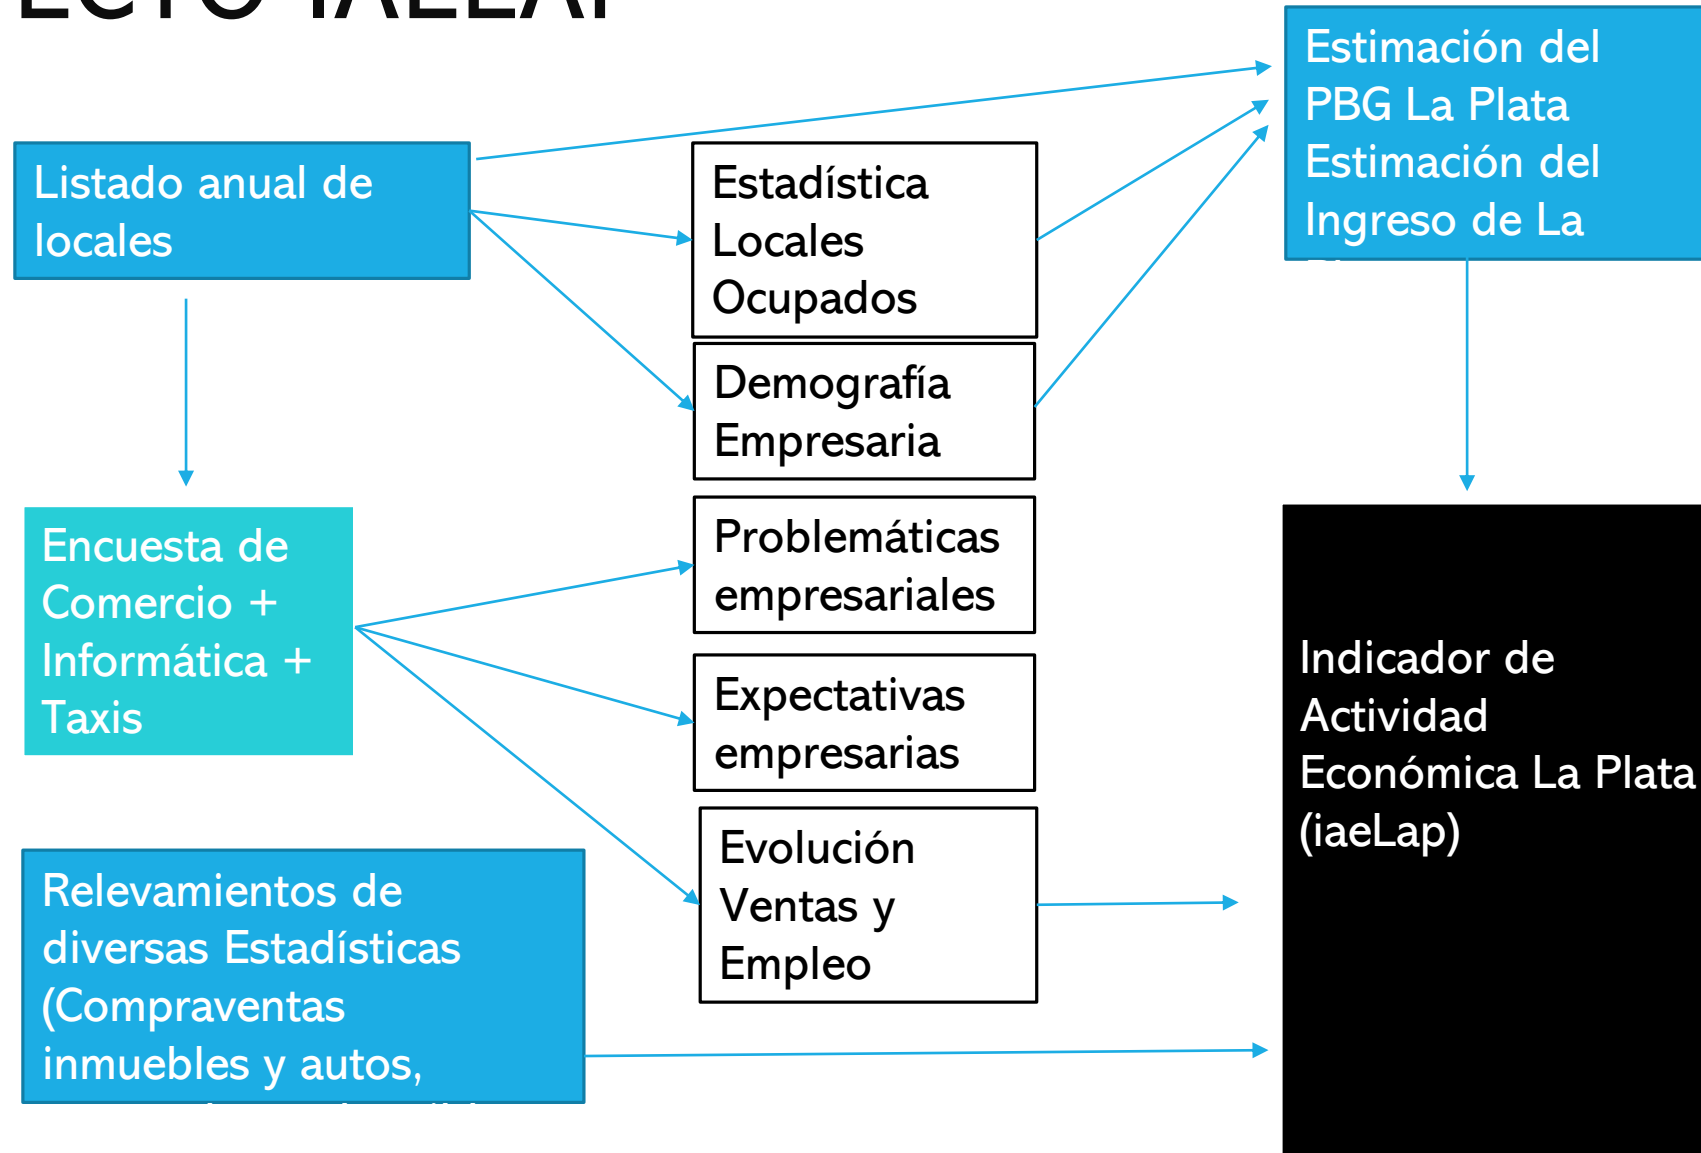 Listado anual de
locales
Encuesta de
Comercio +
Informática +
Taxis
Relevamientos de
diversas Estadísticas
(Compraventas
inmuebles y autos,
Estadística
Locales
Ocupados
Demografía
Empresaria
Problemáticas
empresariales
Expectativas
empresarias
Evolución
Ventas y
Empleo
Estimación del
PBG La Plata
Estimación del
Ingreso de La
Indicador de
Actividad
Económica La Plata
(iaeLap)